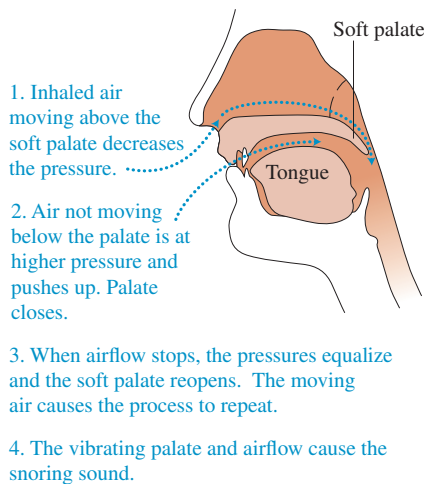 Soft palate
1. Inhaled air
moving above the
soft palate decreases
the pressure.
Tongue
2. Air not moving
below the palate is at
higher pressure and
pushes up. Palate
closes.
3. When airflow stops, the pressures equalize
and the soft palate reopens. The moving
air causes the process to repeat.
4. The vibrating palate and airflow cause the
snoring sound.